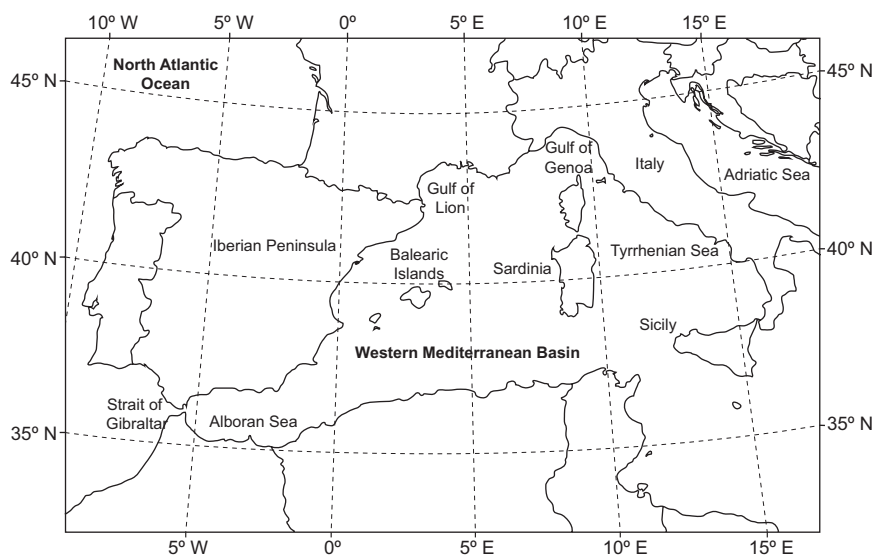 10º W 5º W 0º 5º E 10º E 15º E
45º N
45º N
North Atlantic
Ocean
Gulf of
Genoa
Italy
Adriatic Sea
Gulf of
Lion
40º N
40º N
Iberian Peninsula
Balearic
Islands
Sardinia
Tyrrhenian Sea
Sicily
Western Mediterranean Basin
Strait of
Gibraltar
Alboran Sea
35º N
35º N
5º W 0º 5º E 10º E 15º E